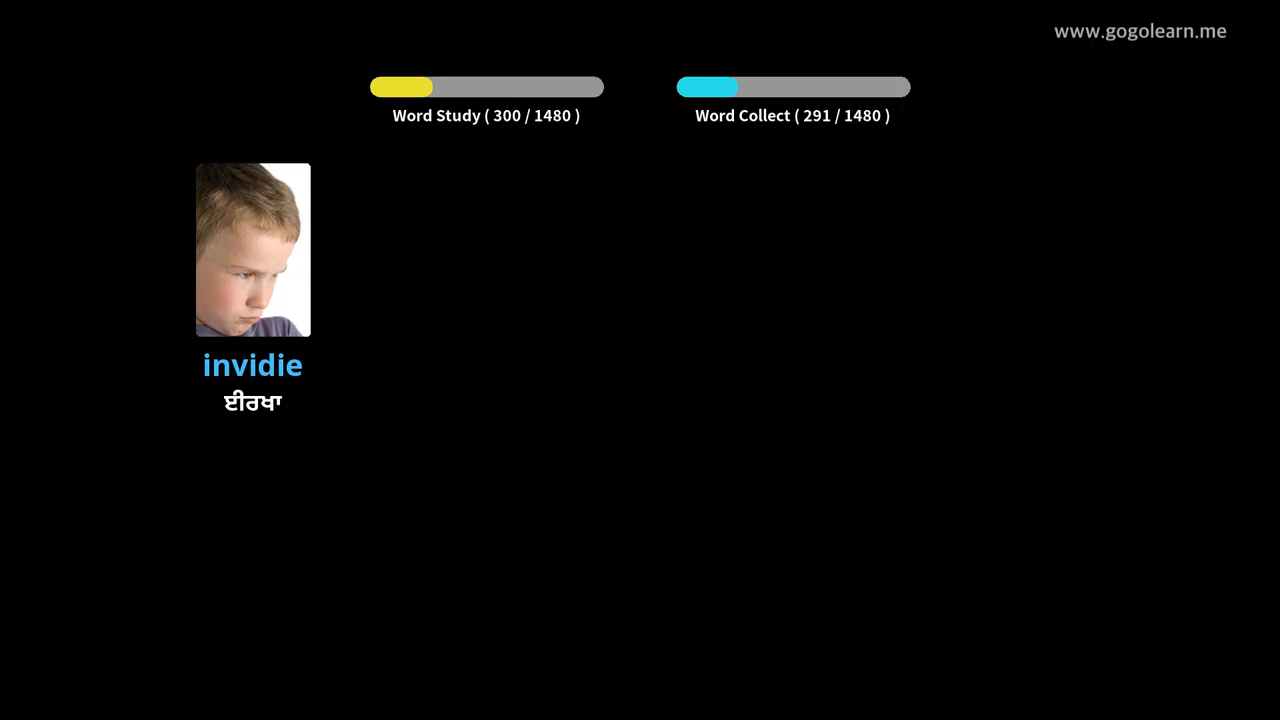 www.gogolearn.me
Word Study ( 300 / 1480 )
Word Collect ( 291 / 1480 )
invidie
ਈਰਖਾ